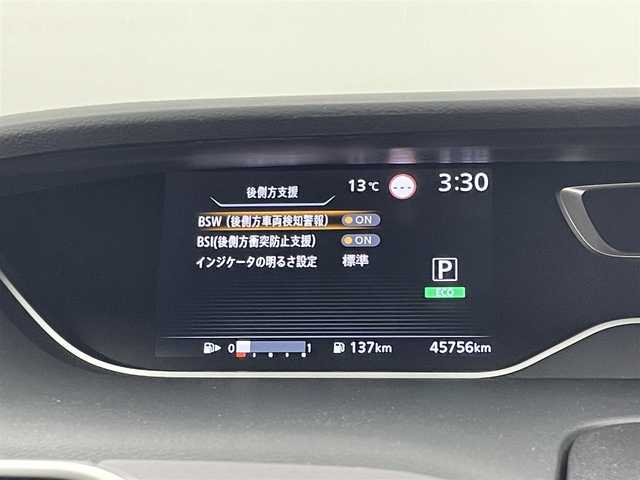 後側方支援 13℃ --- 3:30
BSW (後側方車両検知警報) ON
BSI(後側方衝突防止支援) ON
インジケータの明るさ設定 標準
P
ECO
0 1 137km 45756km